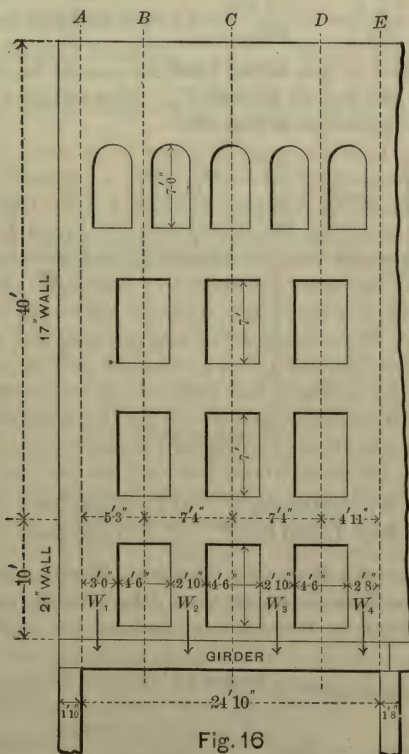 A B C D E
7'-0"
40'
17" WALL
7'
7'
5'3" 7'4" 7'4" 4'11"
10'
21" WALL
3'0" 4'6" 2'10" 4'6" 2'10" 4'6" 2'8"
W₁ W₂ W₃ W₄
GIRDER
1'10" 24'10" 1'8"
Fig. 16